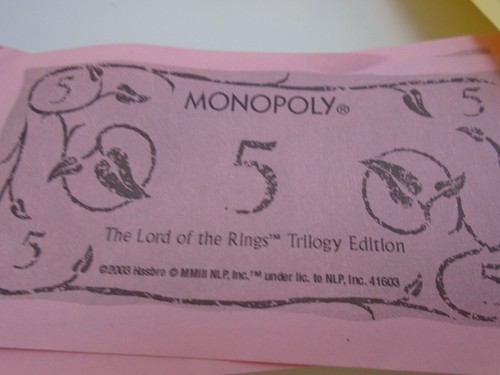 5
MONOPOLY®
5
5
The Lord of the Rings™ Trilogy Edition
5
©2003 Hasbro © MMIII NLP, Inc.™ under lic. to NLP, Inc. 41603
5